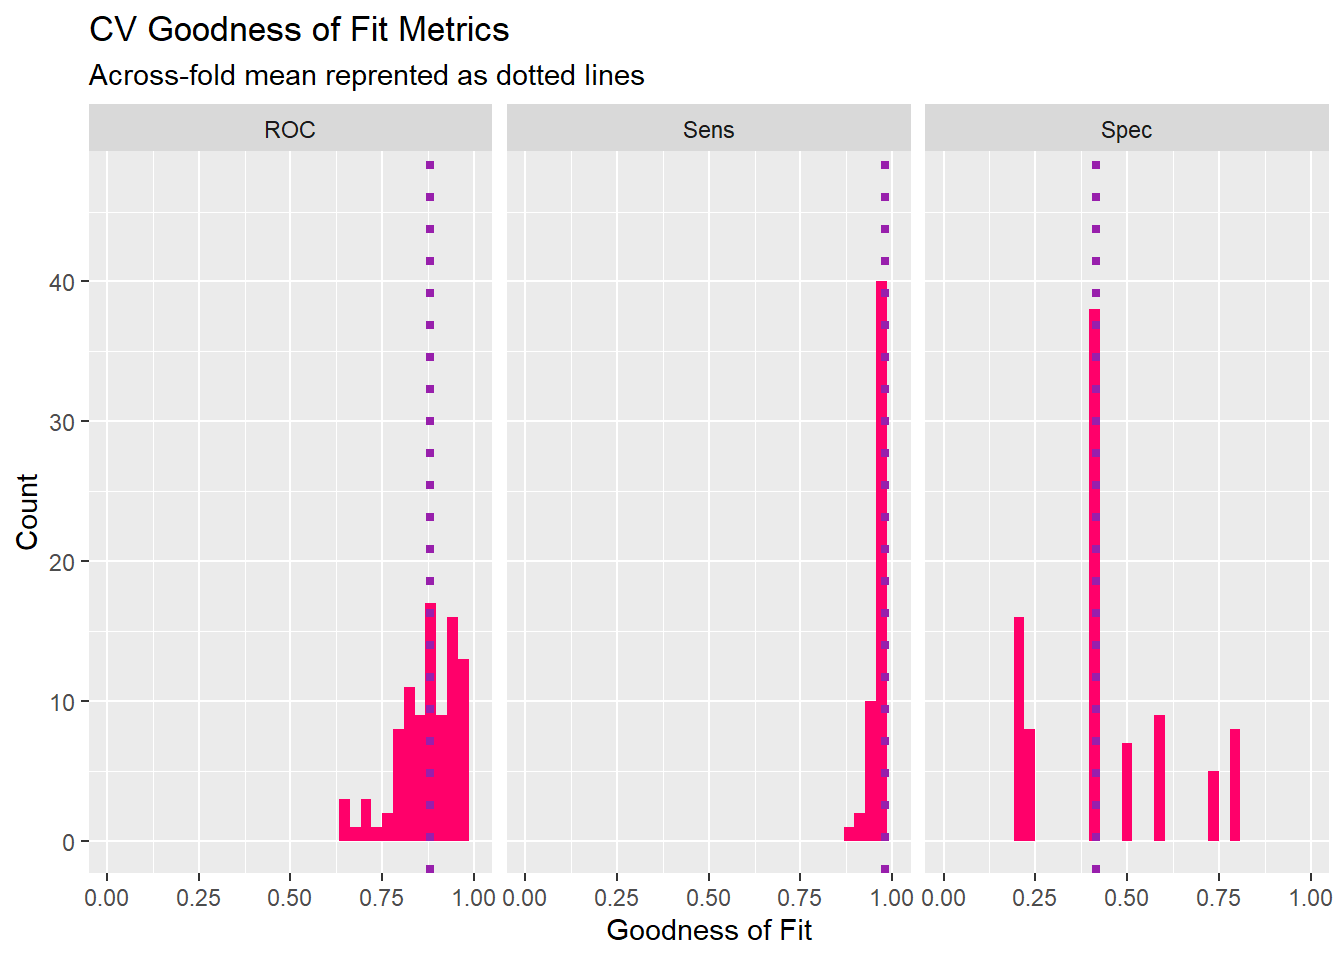 CV Goodness of Fit Metrics
Across-fold mean reprented as dotted lines
ROC Sens Spec
40
30
20
10
0
Count
0.00 0.25 0.50 0.75 1.00 0.00 0.25 0.50 0.75 1.00 0.00 0.25 0.50 0.75 1.00
Goodness of Fit